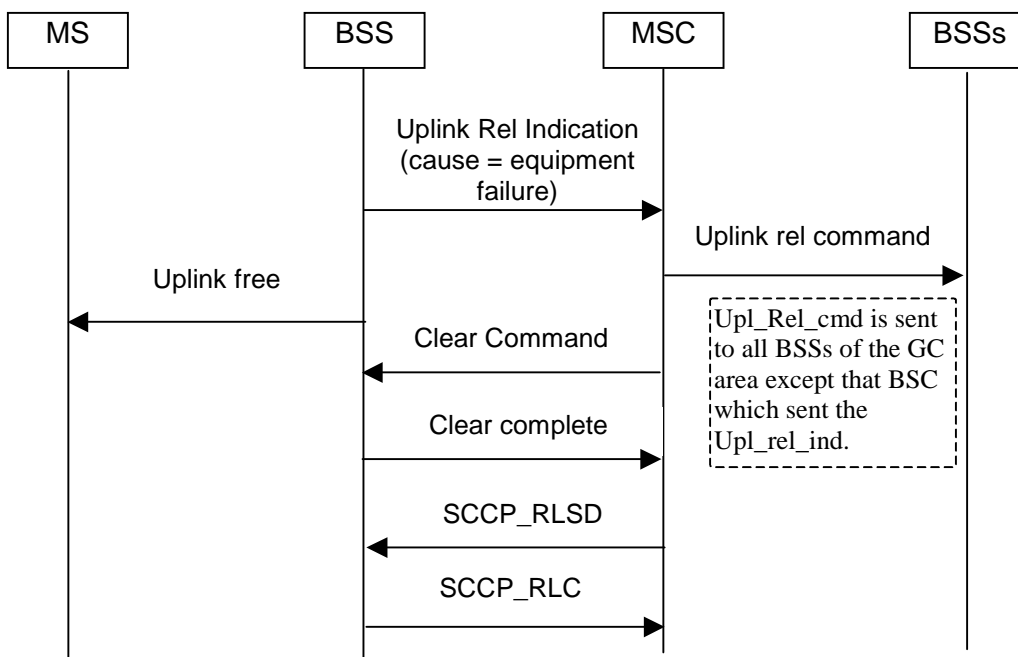 MS
BSS
MSC
BSSs
Uplink Rel Indication
(cause = equipment
failure)
Uplink rel command
Uplink free
Upl_Rel_cmd is sent
to all BSSs of the GC
area except that BSC
which sent the
Upl_rel_ind.
Clear Command
Clear complete
SCCP_RLSD
SCCP_RLC